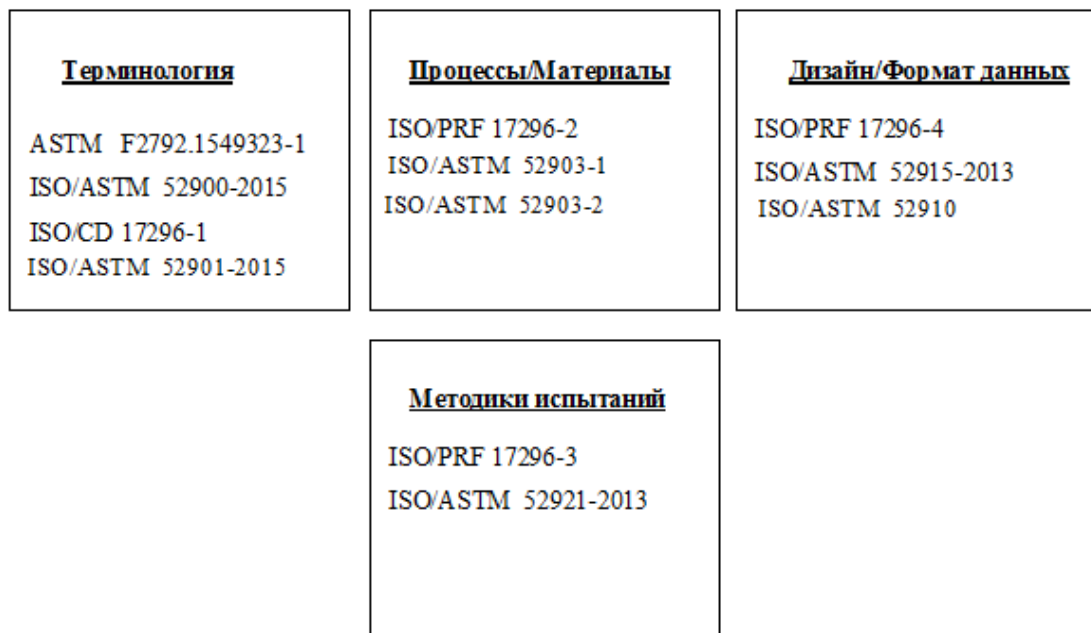 Терминология
ASTM F2792.1549323-1
ISO/ASTM 52900-2015
ISO/CD 17296-1
ISO/ASTM 52901-2015
Процессы/Материалы
ISO/PRF 17296-2
ISO/ASTM 52903-1
ISO/ASTM 52903-2
Дизайн/Формат данных
ISO/PRF 17296-4
ISO/ASTM 52915-2013
ISO/ASTM 52910
Методики испытаний
ISO/PRF 17296-3
ISO/ASTM 52921-2013